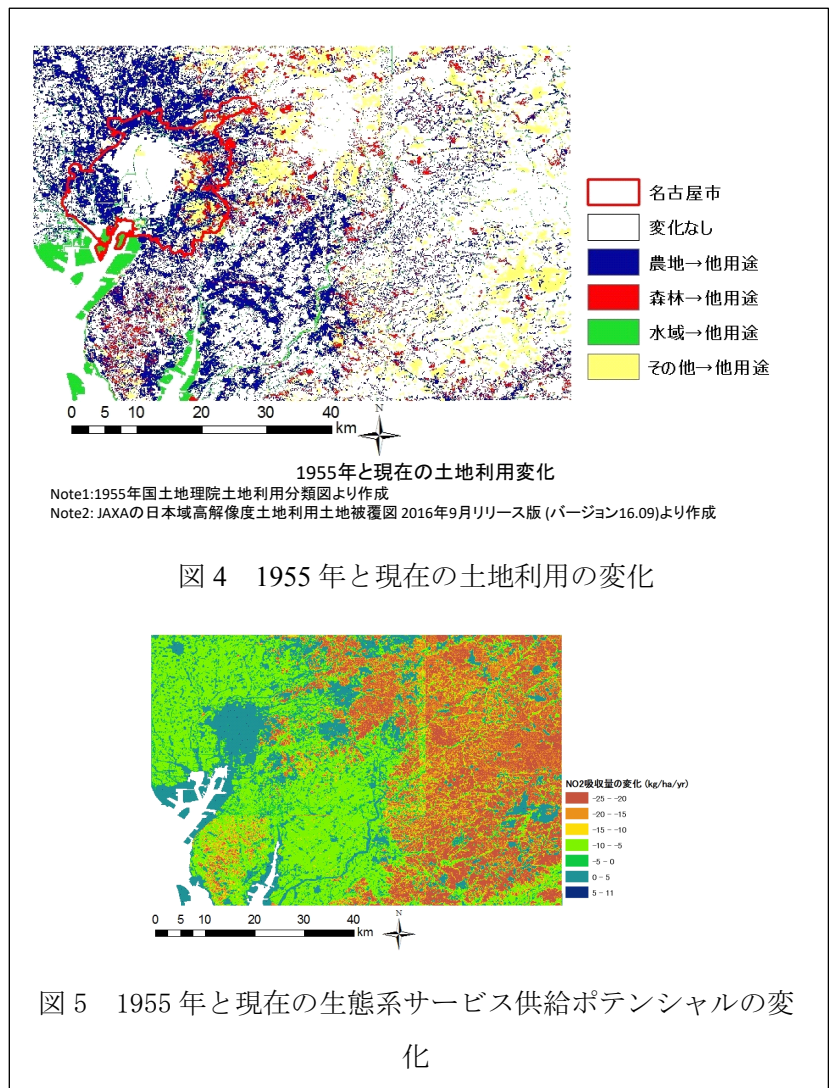 名古屋市
変化なし
農地→他用途
森林→他用途
水域→他用途
その他→他用途
0 5 10 20 30 40
km
N
1955年と現在の土地利用変化
Note1:1955年国土地理院土地利用分類図より作成
Note2: JAXAの日本域高解像度土地利用土地被覆図 2016年9月リリース版 (バージョン16.09)より作成
図 4 1955 年と現在の土地利用の変化
NO2吸収量の変化 (kg/ha/yr)
-25 - -20
-20 - -15
-15 - -10
-10 - -5
-5 - 0
0 - 5
5 - 11
0 5 10 20 30 40
km
N
図 5 1955 年と現在の生態系サービス供給ポテンシャルの変
化